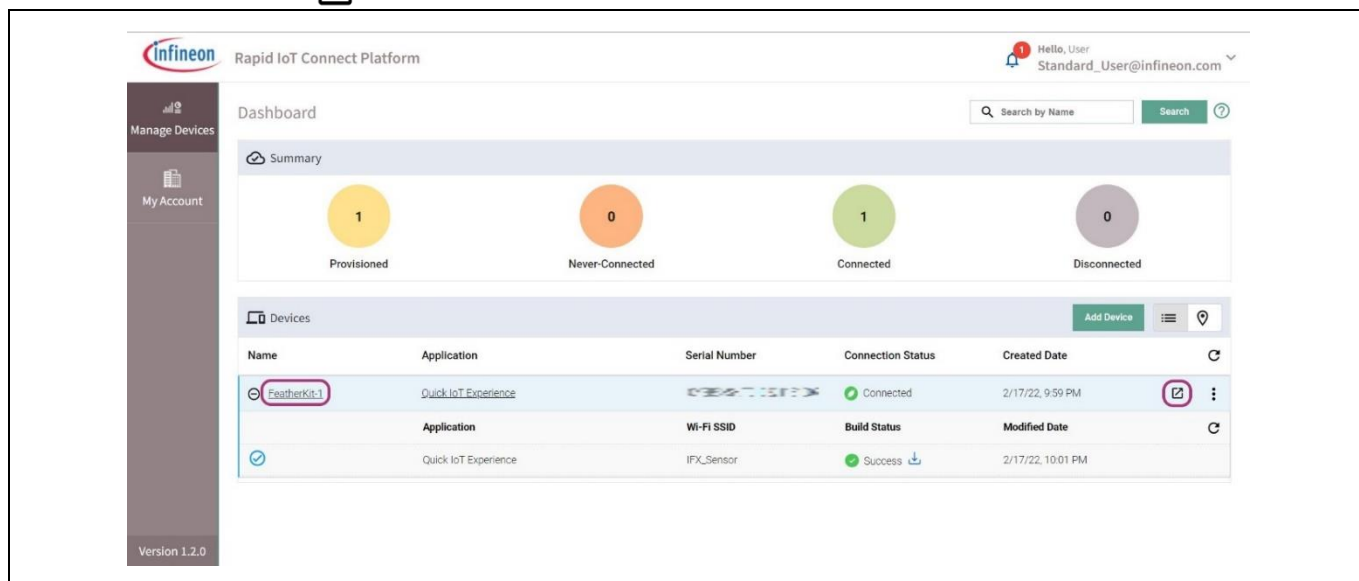 infineon Rapid IoT Connect Platform 1 Hello, User
Standard_User@infineon.com
Manage Devices
My Account
Version 1.2.0
Dashboard Search by Name Search ?
Summary
1 0 1 0
Provisioned Never-Connected Connected Disconnected
Devices Add Device
Name Application Serial Number Connection Status Created Date
FeatherKit-1 Quick IoT Experience Connected 2/17/22, 9:59 PM
Application Wi-Fi SSID Build Status Modified Date
Quick IoT Experience IFX_Sensor Success 2/17/22, 10:01 PM